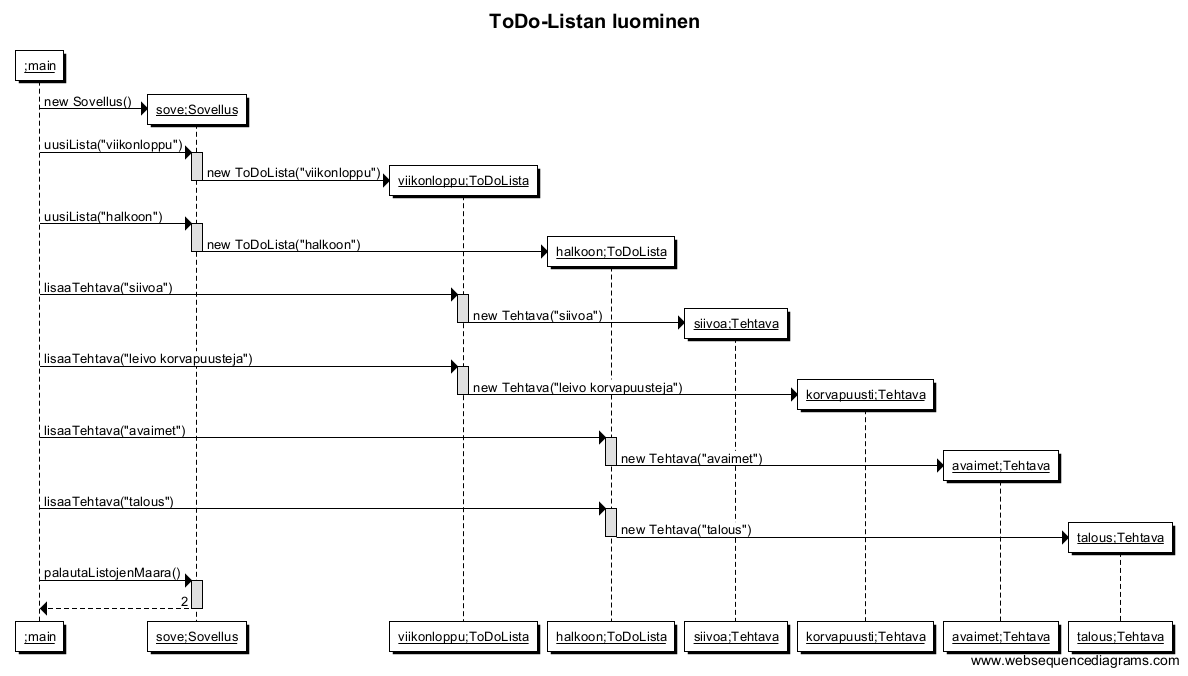 ToDo-Listan luominen
;main
new Sovellus()
sove;Sovellus
uusiLista("viikonloppu")
new ToDoLista("viikonloppu")
viikonloppu;ToDoLista
uusiLista("halkoon")
new ToDoLista("halkoon")
halkoon;ToDoLista
lisaaTehtava("siivoa")
new Tehtava("siivoa")
siivoa;Tehtava
lisaaTehtava("leivo korvapuusteja")
new Tehtava("leivo korvapuusteja")
korvapuusti;Tehtava
lisaaTehtava("avaimet")
new Tehtava("avaimet")
avaimet;Tehtava
lisaaTehtava("talous")
new Tehtava("talous")
talous;Tehtava
palautaListojenMaara()
2
;main
sove;Sovellus
viikonloppu;ToDoLista
halkoon;ToDoLista
siivoa;Tehtava
korvapuusti;Tehtava
avaimet;Tehtava
talous;Tehtava
www.websequencediagrams.com